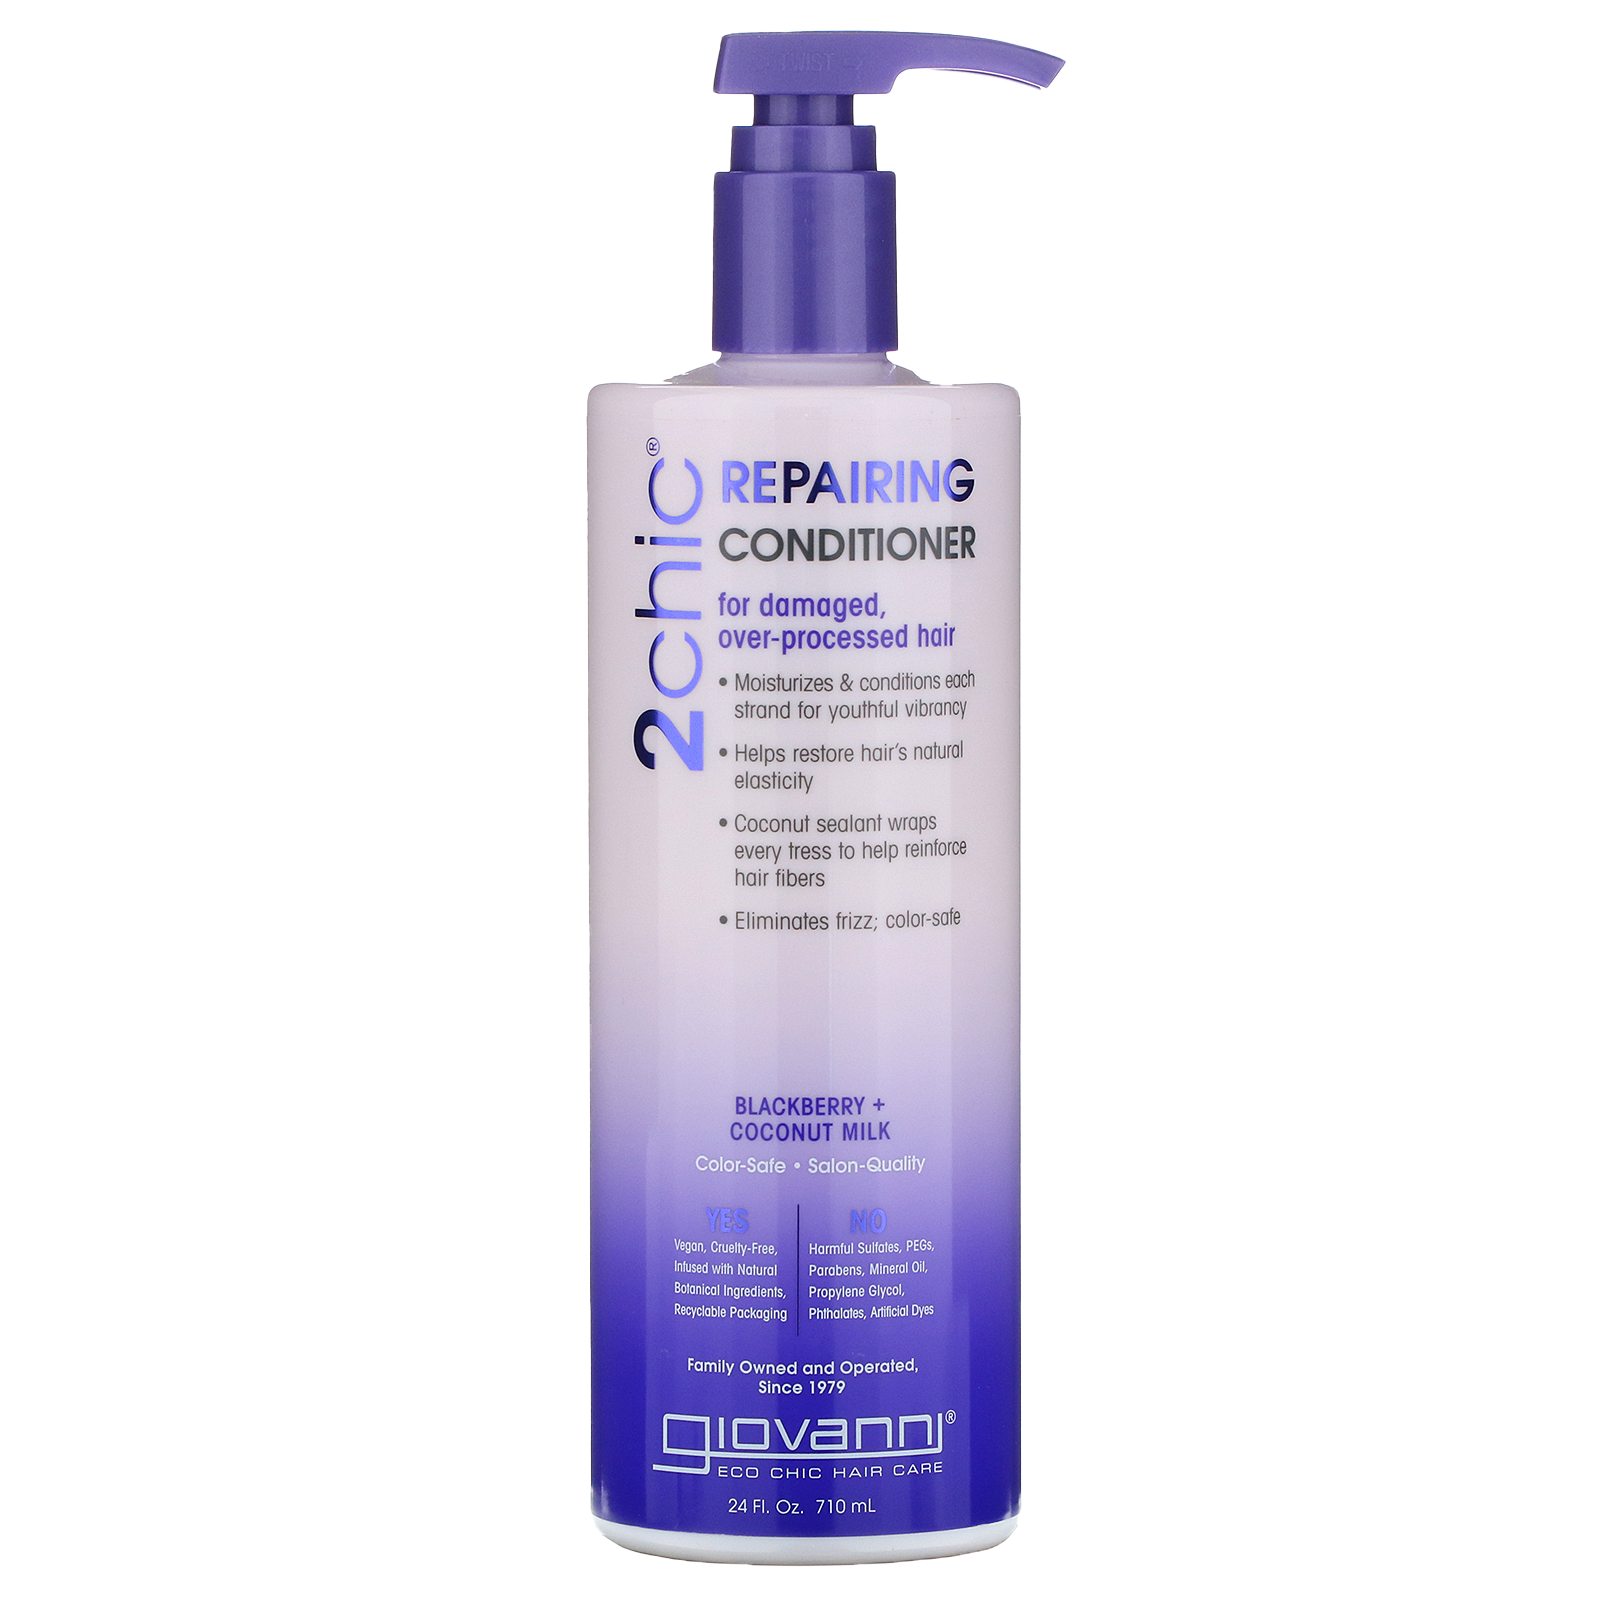 TWIST
2chic®
REPAIRING
CONDITIONER
for damaged,
over-processed hair
• Moisturizes & conditions each
strand for youthful vibrancy
• Helps restore hair's natural
elasticity
• Coconut sealant wraps
every tress to help reinforce
hair fibers
• Eliminates frizz; color-safe
BLACKBERRY +
COCONUT MILK
Color-Safe • Salon-Quality
YES
Vegan, Cruelty-Free,
Infused with Natural
Botanical Ingredients,
Recyclable Packaging
NO
Harmful Sulfates, PEGs,
Parabens, Mineral Oil,
Propylene Glycol,
Phthalates, Artificial Dyes
Family Owned and Operated,
Since 1979
giovanni®
ECO CHIC HAIR CARE
24 Fl. Oz. 710 mL